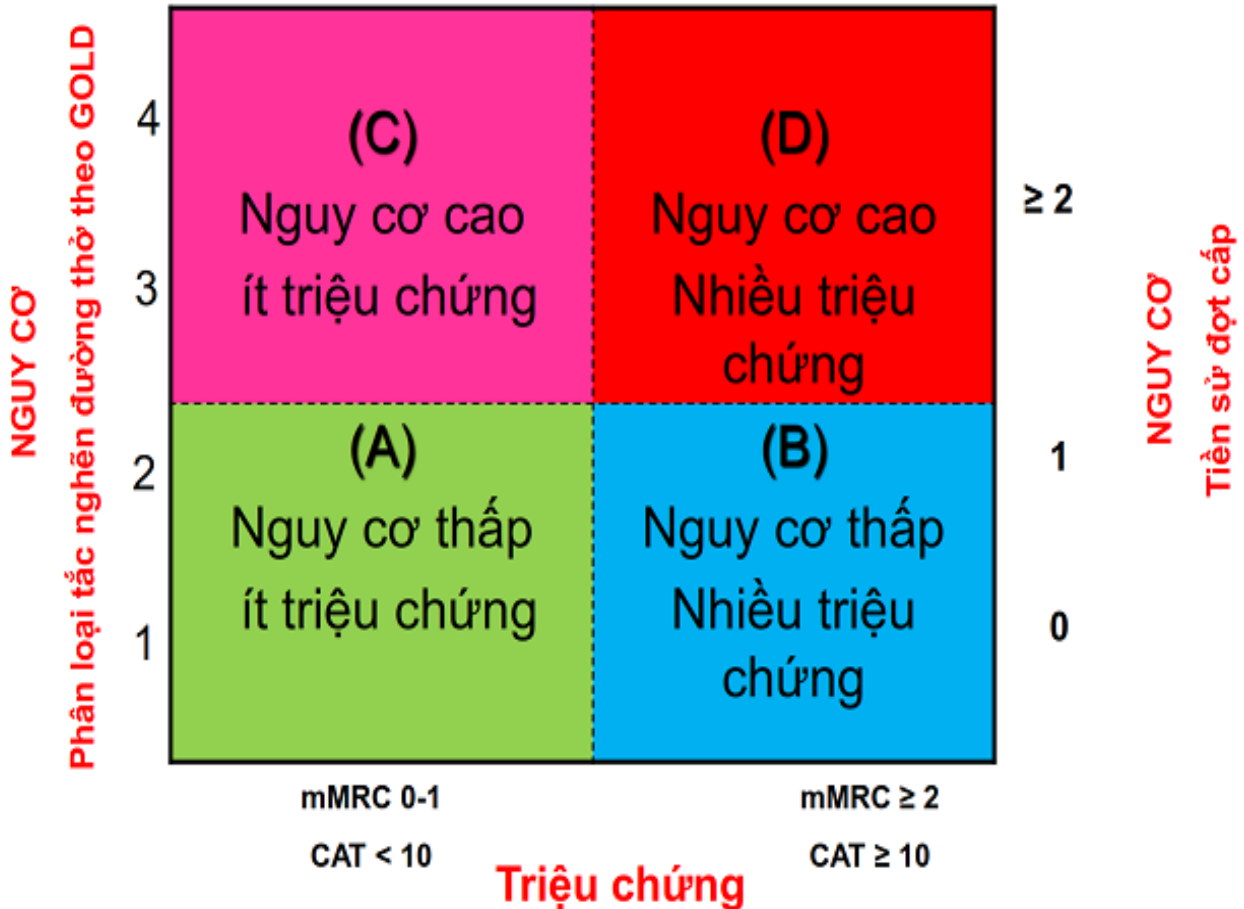 NGUY CƠ
Phân loại tắc nghẽn đường thở theo GOLD
4
3
2
1
(C)
Nguy cơ cao
ít triệu chứng
(D)
Nguy cơ cao
Nhiều triệu
chứng
(A)
Nguy cơ thấp
ít triệu chứng
(B)
Nguy cơ thấp
Nhiều triệu
chứng
≥ 2
1
0
NGUY CƠ
Tiền sử đợt cấp
mMRC 0-1
CAT < 10
mMRC ≥ 2
CAT ≥ 10
Triệu chứng